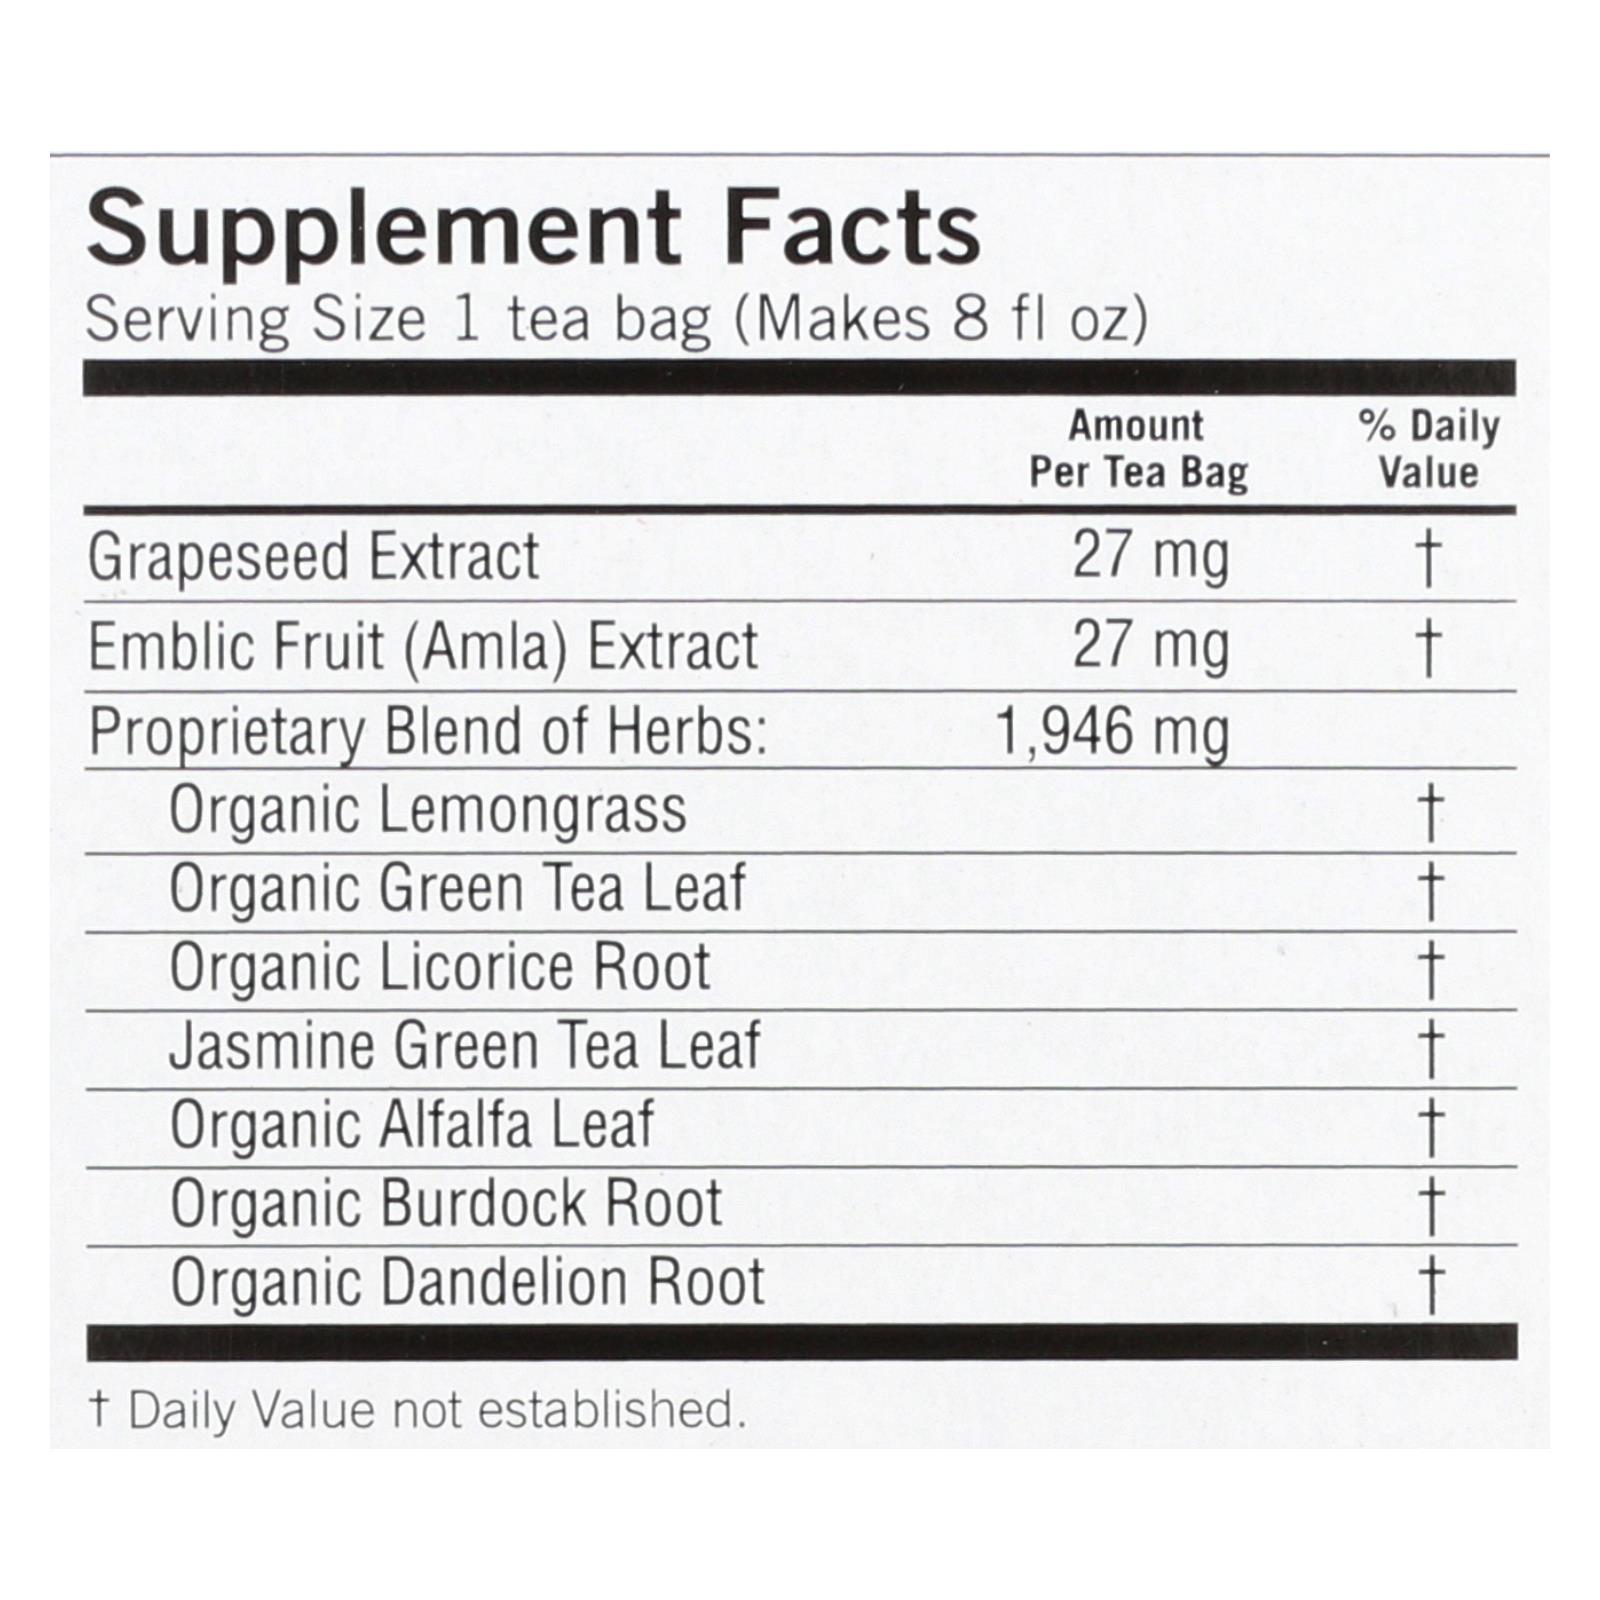 Supplement Facts
Serving Size 1 tea bag (Makes 8 fl oz)
Amount Per Tea Bag % Daily Value
Grapeseed Extract 27 mg †
Emblic Fruit (Amla) Extract 27 mg †
Proprietary Blend of Herbs: 1,946 mg
Organic Lemongrass †
Organic Green Tea Leaf †
Organic Licorice Root †
Jasmine Green Tea Leaf †
Organic Alfalfa Leaf †
Organic Burdock Root †
Organic Dandelion Root †
† Daily Value not established.